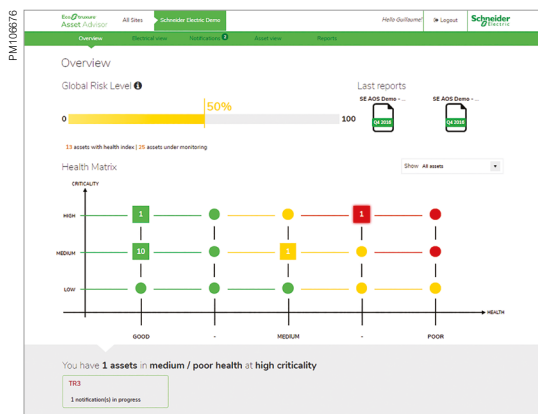 PM106676
EcoStruxure
Asset Advisor
All Sites
Schneider Electric Demo
Hello Guillaume!
Logout
Schneider
Electric
Overview
Electrical view
Notifications 3
Asset view
Reports
Overview
Global Risk Level
Last reports
SE AOS Demo - ...
SE AOS Demo - ...
50%
0
100
Q4 2016
Q4 2016
13 assets with health index | 25 assets under monitoring
Health Matrix
Show All assets
CRITICALITY
HIGH
1
1
MEDIUM
10
1
LOW
HEALTH
GOOD - MEDIUM - POOR
You have 1 assets in medium / poor health at high criticality
TR3
1 notification(s) in progress